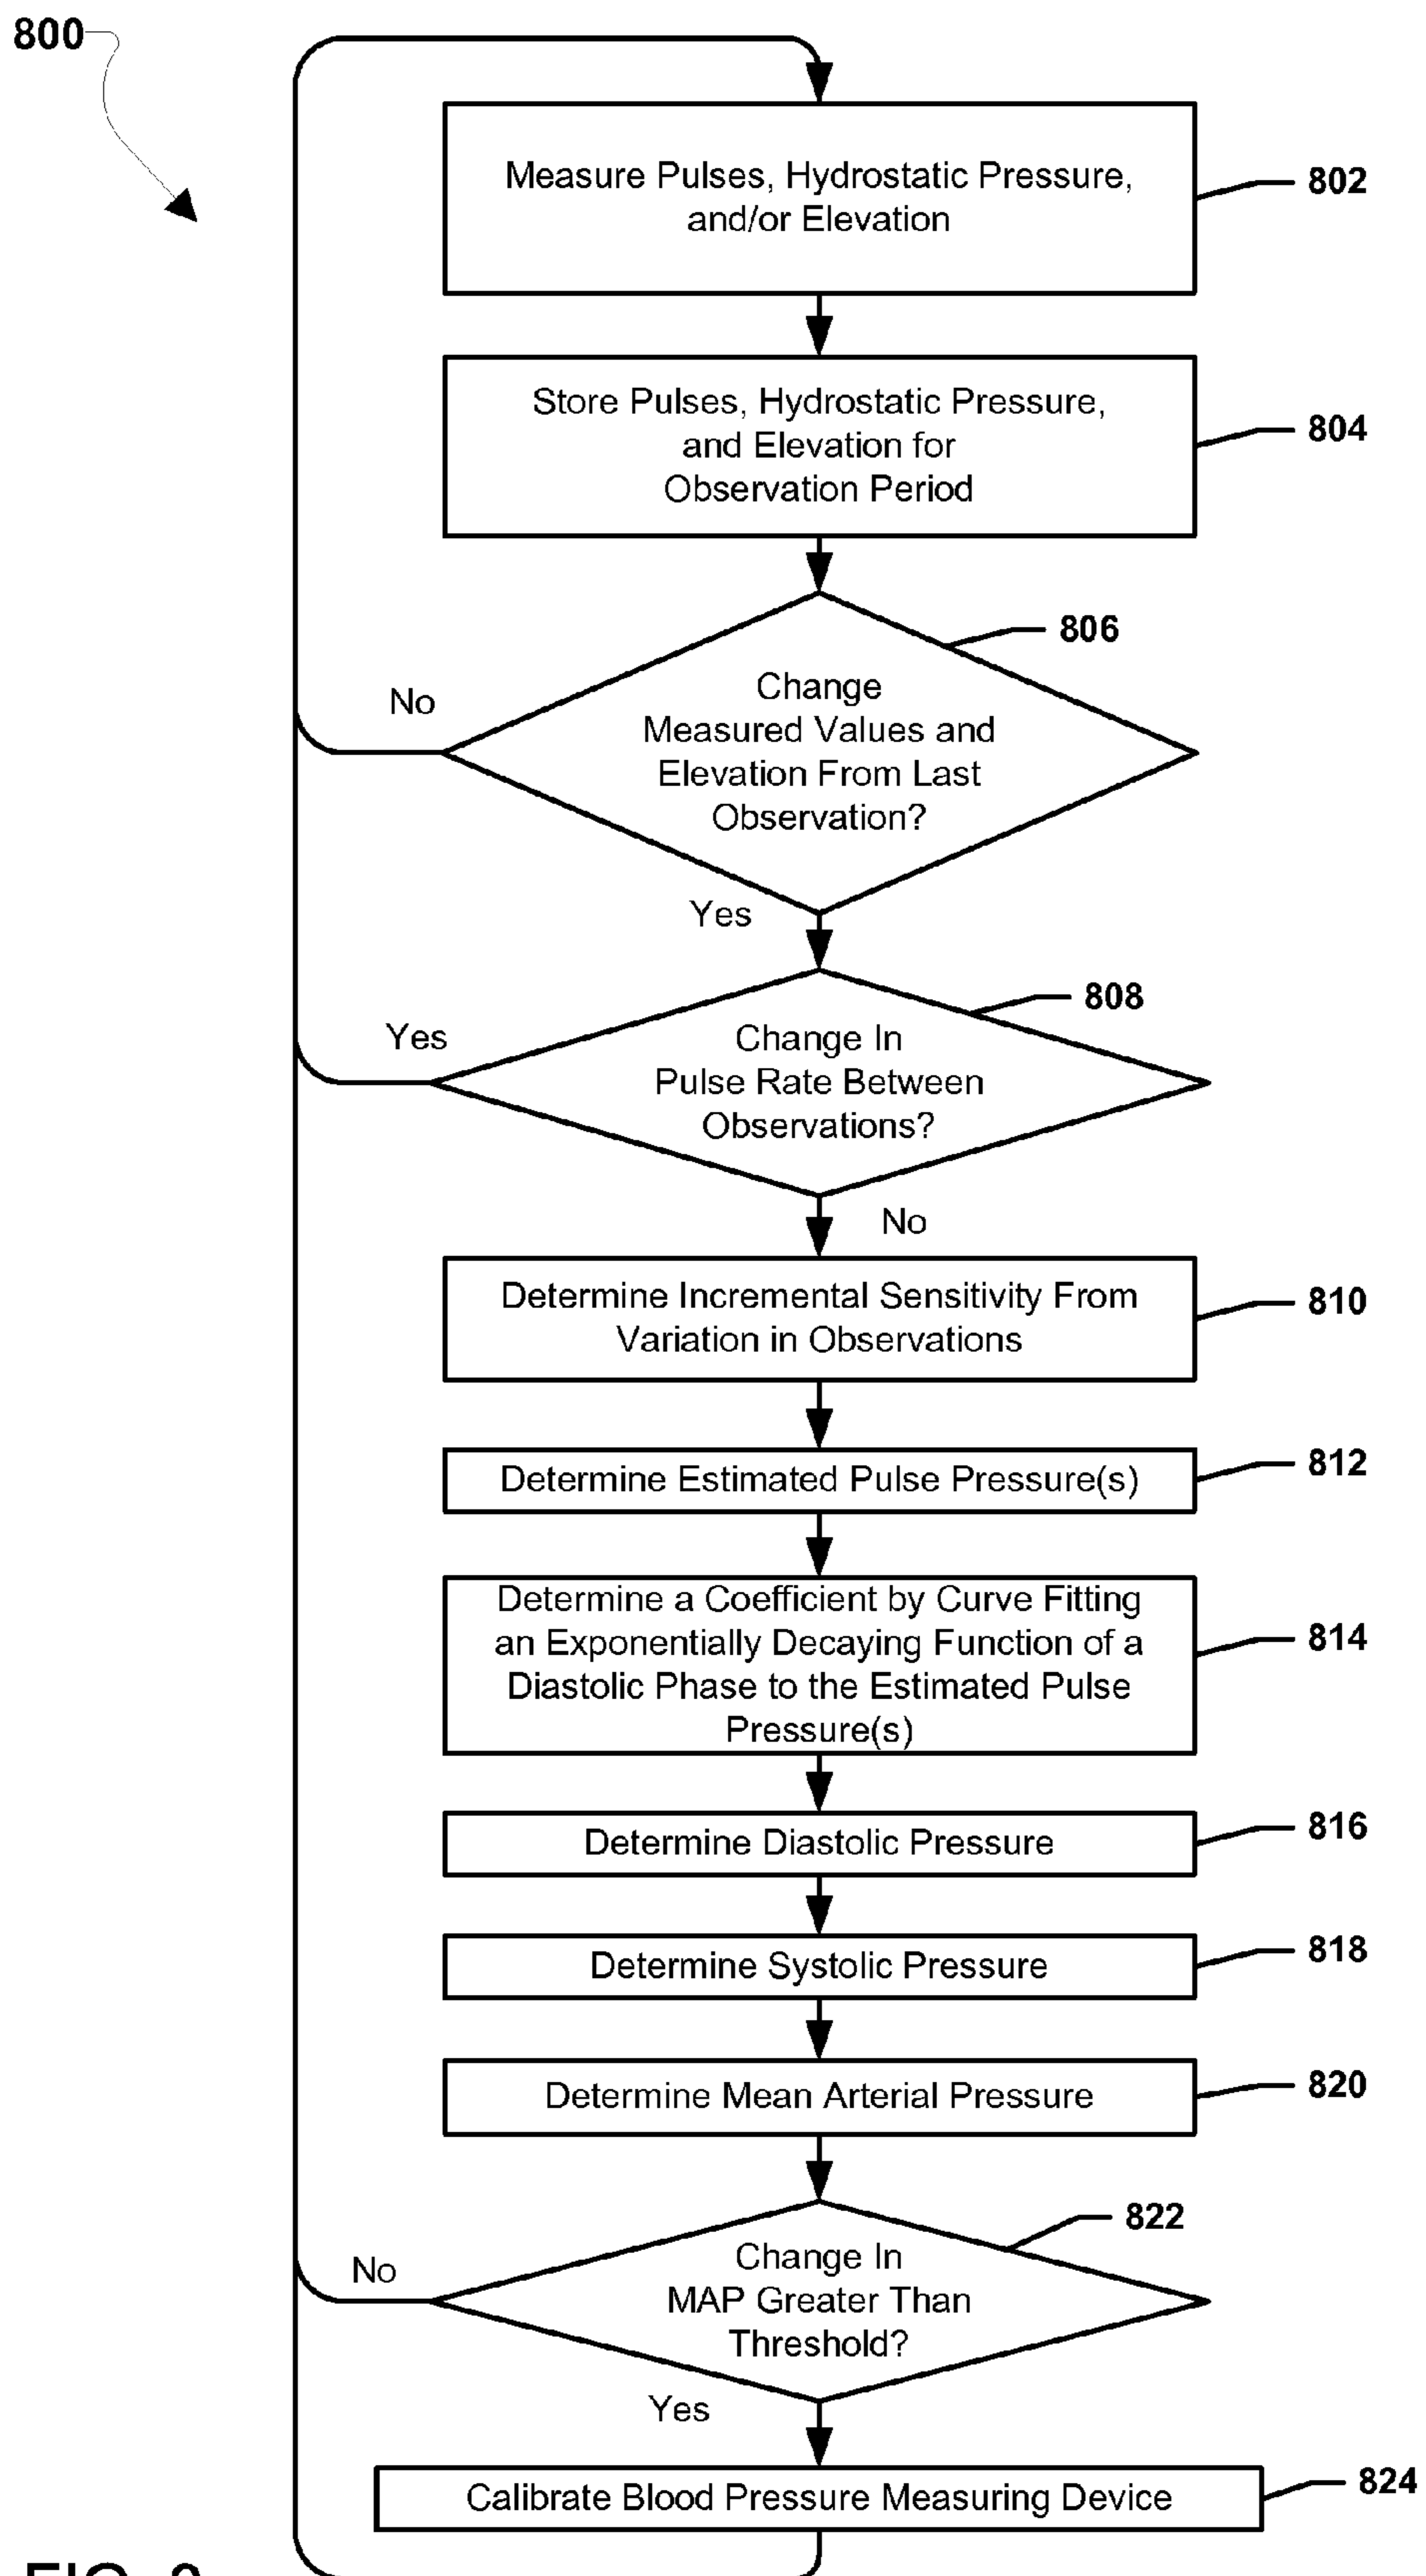 800
Measure Pulses, Hydrostatic Pressure,
and/or Elevation
802
Store Pulses, Hydrostatic Pressure,
and Elevation for
Observation Period
804
806
Change
Measured Values and
Elevation From Last
Observation?
No
Yes
808
Change In
Pulse Rate Between
Observations?
Yes
No
Determine Incremental Sensitivity From
Variation in Observations
810
Determine Estimated Pulse Pressure(s)
812
Determine a Coefficient by Curve Fitting
an Exponentially Decaying Function of a
Diastolic Phase to the Estimated Pulse
Pressure(s)
814
Determine Diastolic Pressure
816
Determine Systolic Pressure
818
Determine Mean Arterial Pressure
820
822
Change In
MAP Greater Than
Threshold?
No
Yes
Calibrate Blood Pressure Measuring Device
824
FIG.